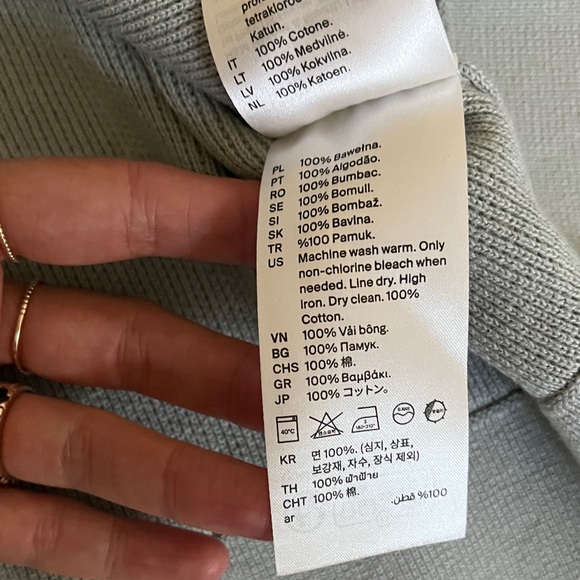 tetraklorou
Katun.
IT 100% Cotone.
LT 100% Medvilnė.
LV 100% Kokvilna.
NL 100% Katoen.
PL 100% Bawełna.
PT 100% Algodão.
RO 100% Bumbac.
SE 100% Bomull.
SI 100% Bombaž.
SK 100% Bavlna.
TR %100 Pamuk.
US Machine wash warm. Only
non-chlorine bleach when
needed. Line dry. High
iron. Dry clean. 100%
Cotton.
VN 100% Vải bông.
BG 100% Памук.
CHS 100% 棉.
GR 100% Βαμβάκι.
JP 100% コットン。
40°C
KR 면 100%. (심지, 상표,
보강재, 자수, 장식 제외)
TH 100% ผ้าฝ้าย
CHT 100% 棉.
ar %100 قطن.